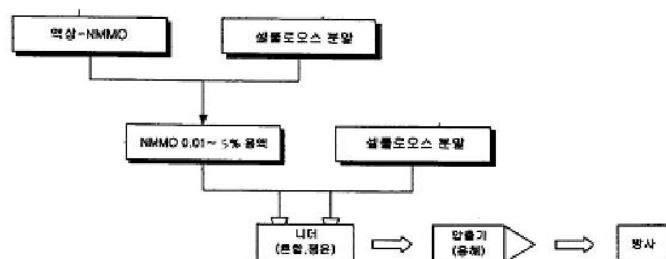 액상-NMMO
셀룰로오스 분말
NMMO 0.01~ 5% 용액
셀룰로오스 분말
니더
(혼합,팽윤)
압출기
(용해)
방사